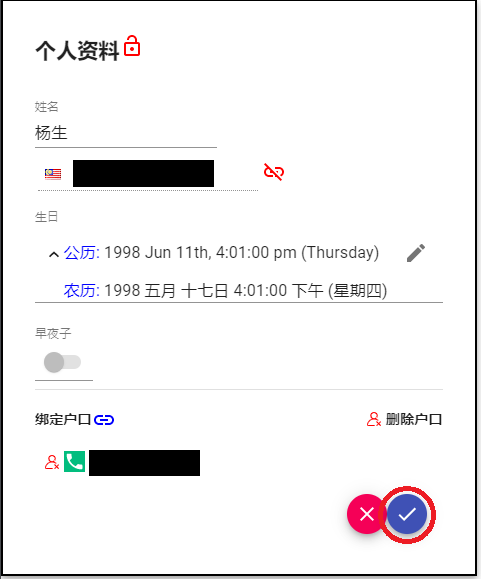 个人资料
姓名
杨生
生日
公历: 1998 Jun 11th, 4:01:00 pm (Thursday)
农历: 1998 五月 十七日 4:01:00 下午 (星期四)
早夜子
绑定户口 删除户口